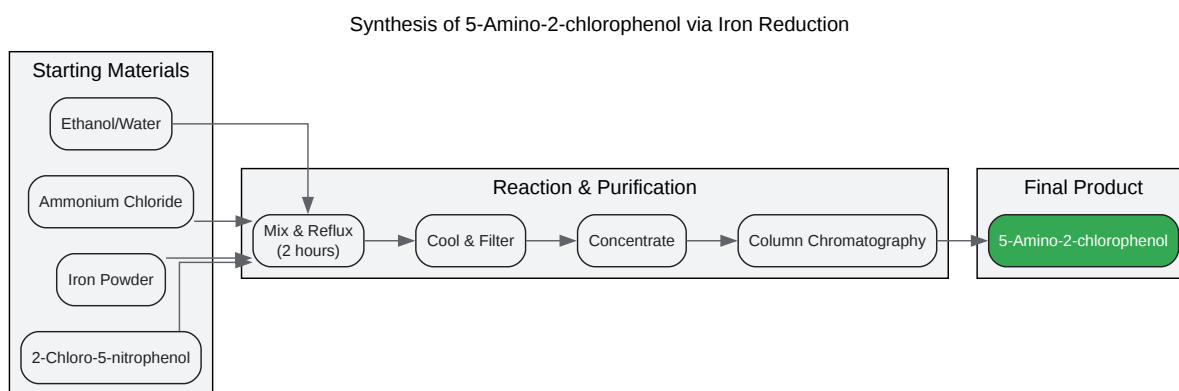 Synthesis of 5-Amino-2-chlorophenol via Iron Reduction
Starting Materials
Ethanol/Water
Ammonium Chloride
Iron Powder
2-Chloro-5-nitrophenol
Reaction & Purification
Mix & Reflux
(2 hours)
Cool & Filter
Concentrate
Column Chromatography
Final Product
5-Amino-2-chlorophenol